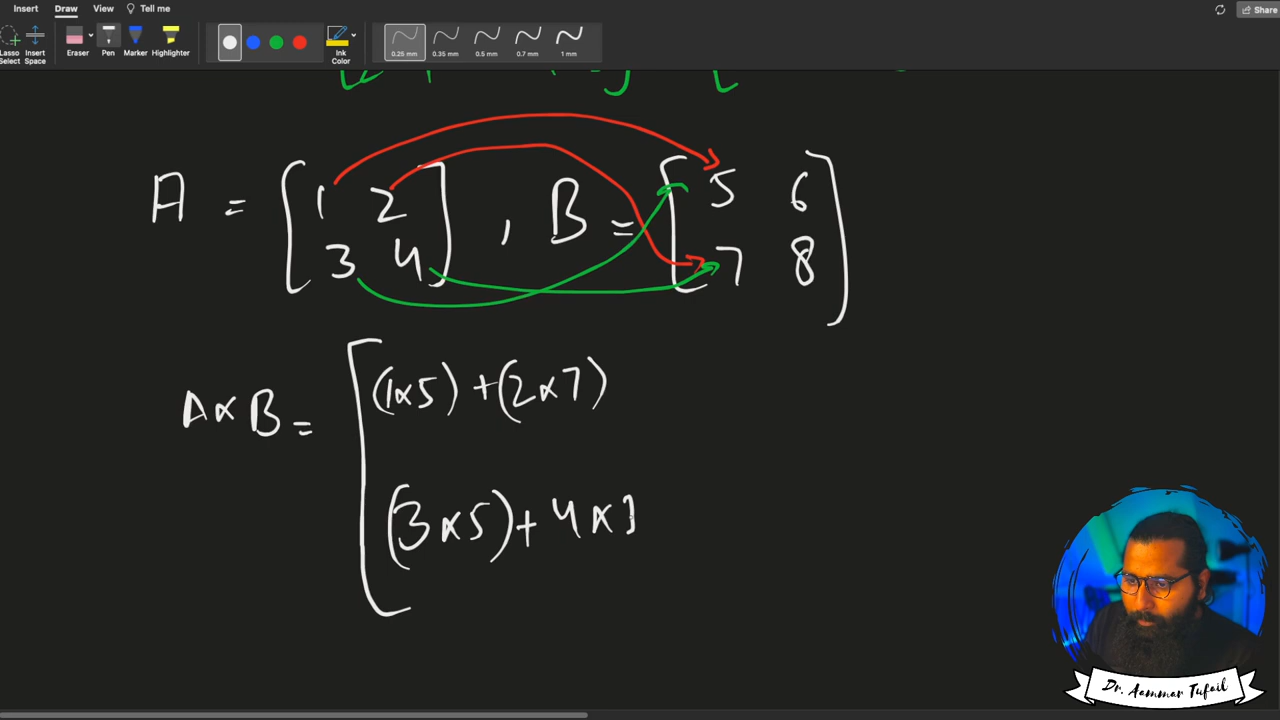 Insert Draw View Tell me
Share
Lasso Select Insert Space Eraser Pen Marker Highlighter Ink Color 0.25 mm 0.35 mm 0.5 mm 0.7 mm 1 mm
A = [1 2 , B = [5 6
3 4] 7 8]
A × B = [(1×5) + (2×7)
(3×5) + 4×
Dr. Aammar Tufail